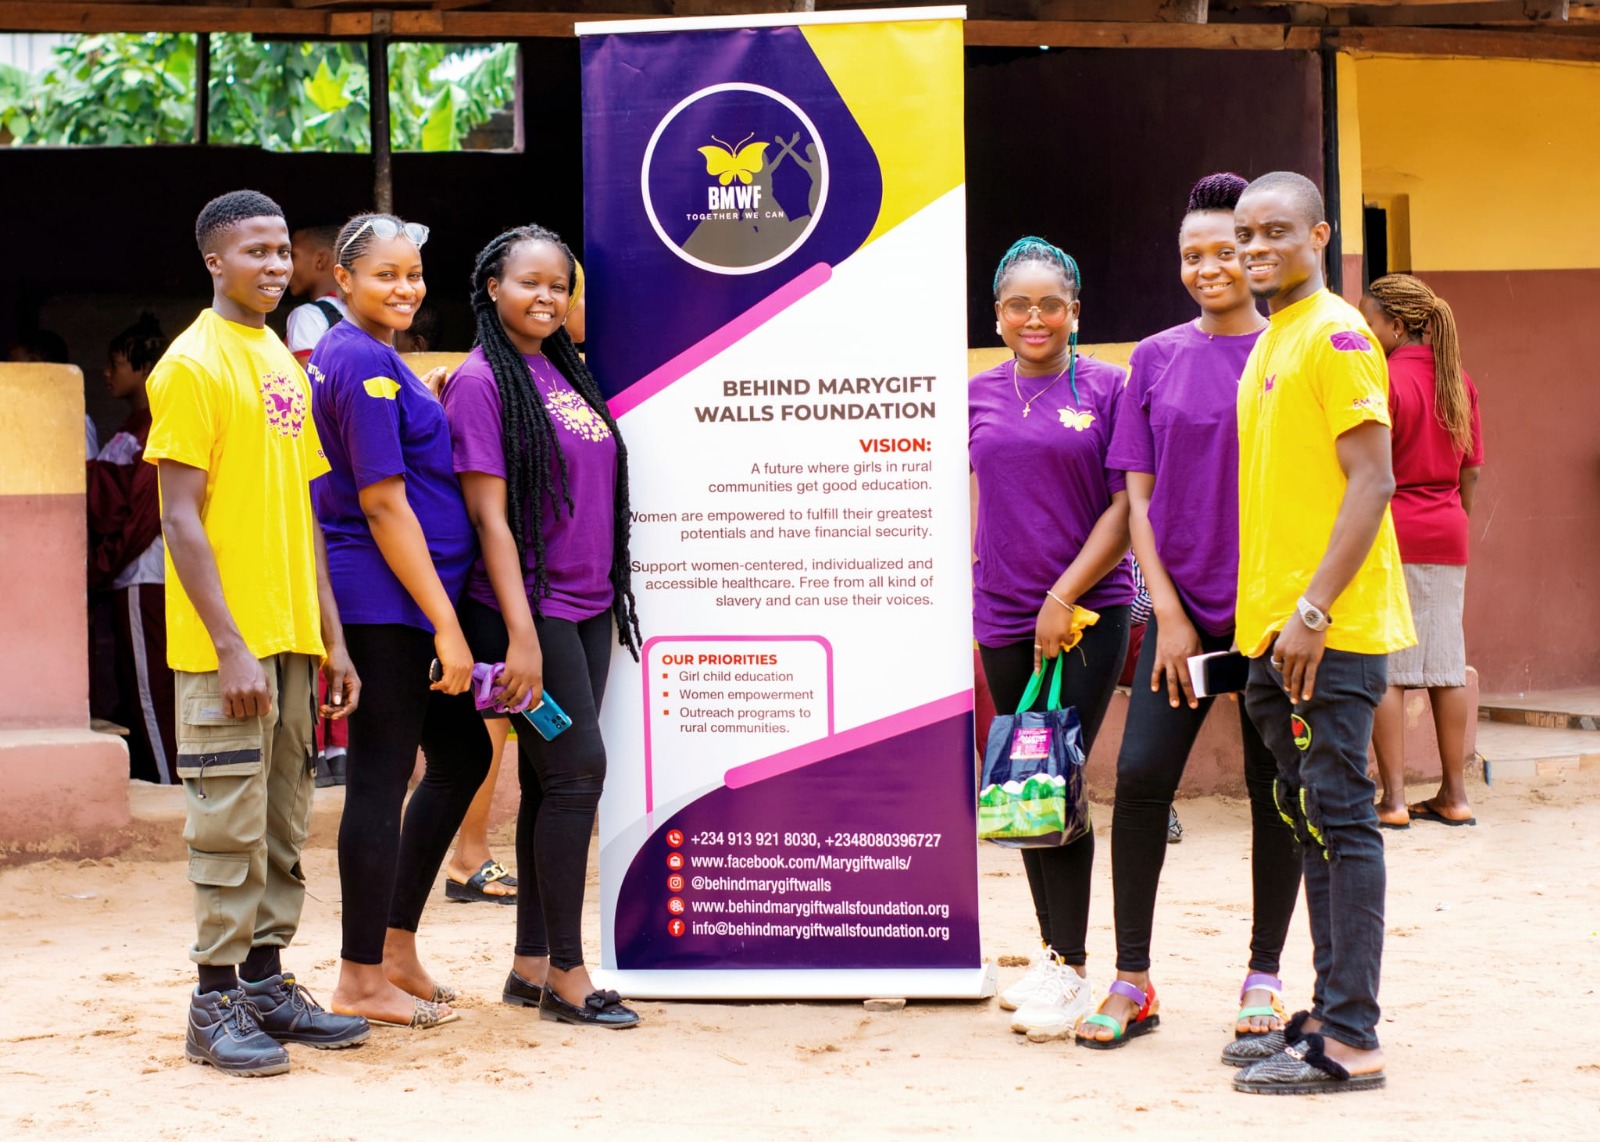 BMWF
TOGETHER WE CAN
BEHIND MARYGIFT
WALLS FOUNDATION
VISION:
A future where girls in rural
communities get good education.
Women are empowered to fulfill their greatest
potentials and have financial security.
Support women-centered, individualized and
accessible healthcare. Free from all kind of
slavery and can use their voices.
OUR PRIORITIES
Girl child education
Women empowerment
Outreach programs to
rural communities.
+234 913 921 8030, +2348080396727
www.facebook.com/Marygiftwalls/
@behindmarygiftwalls
www.behindmarygiftwallsfoundation.org
info@behindmarygiftwallsfoundation.org